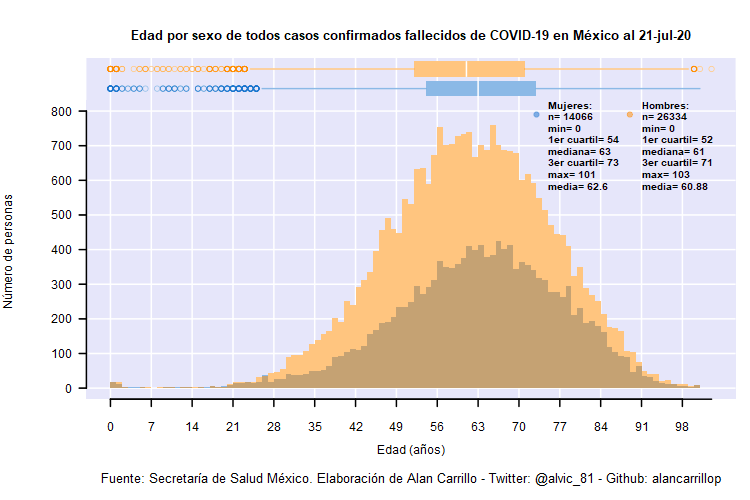 Edad por sexo de todos casos confirmados fallecidos de COVID-19 en México al 21-jul-20
Mujeres:
n= 14066
min= 0
1er cuartil= 54
mediana= 63
3er cuartil= 73
max= 101
media= 62.6
Hombres:
n= 26334
min= 0
1er cuartil= 52
mediana= 61
3er cuartil= 71
max= 103
media= 60.88
Número de personas
800
700
600
500
400
300
200
100
0
0 7 14 21 28 35 42 49 56 63 70 77 84 91 98
Edad (años)
Fuente: Secretaría de Salud México. Elaboración de Alan Carrillo - Twitter: @alvic_81 - Github: alancarrillop